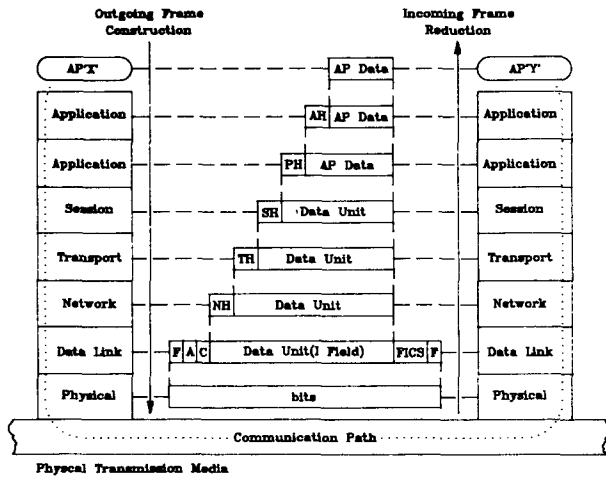 Outgoing Frame Incoming Frame
Construction Reduction
AP'X' AP Data AP'Y'
Application AH AP Data Application
Application PH AP Data Application
Session SH Data Unit Session
Transport TH Data Unit Transport
Network NH Data Unit Network
Data Link F A C Data Unit(I Field) FICS F Data Link
Physical bits Physical
Communication Path
Physcal Transmission Media